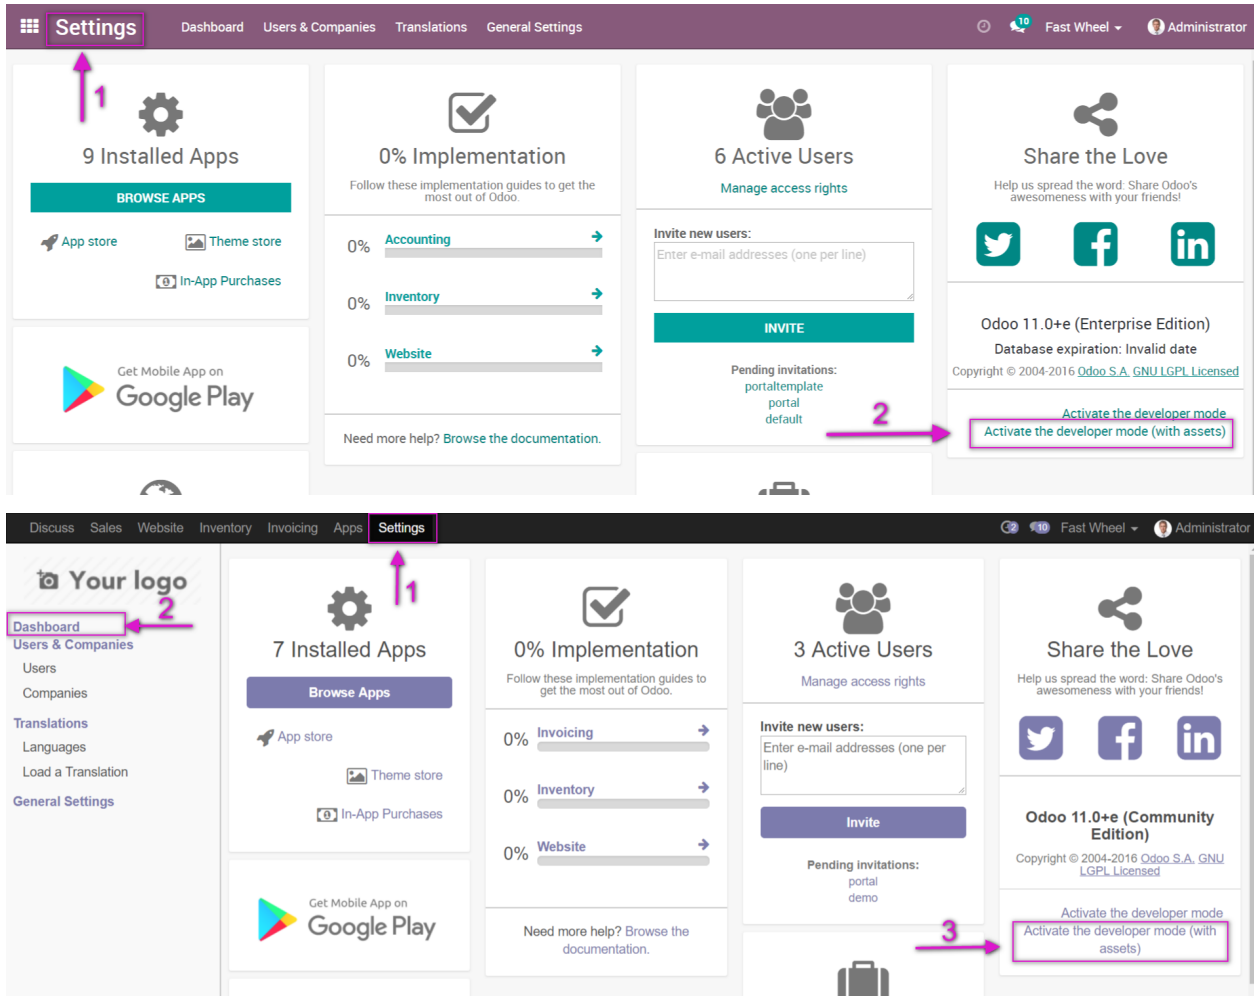 Settings
Dashboard Users & Companies Translations General Settings
10 Fast Wheel Administrator
1
9 Installed Apps
BROWSE APPS
App store Theme store
In-App Purchases
Get Mobile App on
Google Play
0% Implementation
Follow these implementation guides to get the
most out of Odoo.
0% Accounting
0% Inventory
0% Website
Need more help? Browse the documentation.
6 Active Users
Manage access rights
Invite new users:
Enter e-mail addresses (one per line)
INVITE
Pending invitations:
portaltemplate
portal
default
2
Share the Love
Help us spread the word: Share Odoo's
awesomeness with your friends!
Odoo 11.0+e (Enterprise Edition)
Database expiration: Invalid date
Copyright © 2004-2016 Odoo S.A. GNU LGPL Licensed
Activate the developer mode
Activate the developer mode (with assets)
Discuss Sales Website Inventory Invoicing Apps Settings
2 10 Fast Wheel Administrator
1
Your logo
2
Dashboard
Users & Companies
Users
Companies
Translations
Languages
Load a Translation
General Settings
7 Installed Apps
Browse Apps
App store
Theme store
In-App Purchases
Get Mobile App on
Google Play
0% Implementation
Follow these implementation guides to
get the most out of Odoo.
0% Invoicing
0% Inventory
0% Website
Need more help? Browse the
documentation.
3 Active Users
Manage access rights
Invite new users:
Enter e-mail addresses (one per
line)
Invite
Pending invitations:
portal
demo
3
Share the Love
Help us spread the word: Share Odoo's
awesomeness with your friends!
Odoo 11.0+e (Community
Edition)
Copyright © 2004-2016 Odoo S.A. GNU
LGPL Licensed
Activate the developer mode
Activate the developer mode (with
assets)